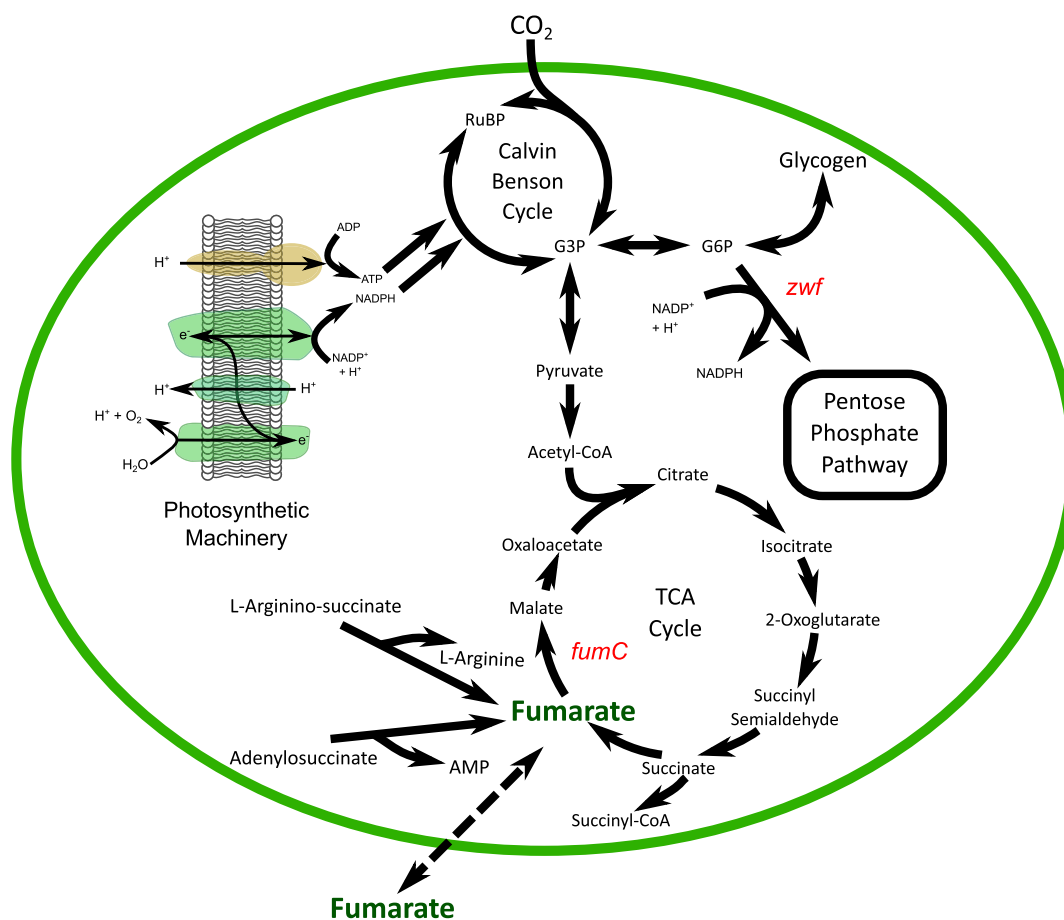 CO₂
RuBP
Calvin
Benson
Cycle
Glycogen
G3P
G6P
zwf
NADP⁺
+ H⁺
NADPH
Pentose
Phosphate
Pathway
H⁺
ADP
ATP
NADPH
e⁻
NADP⁺
+ H⁺
H⁺
H⁺
H⁺ + O₂
e⁻
H₂O
Photosynthetic
Machinery
Pyruvate
Acetyl-CoA
Citrate
Oxaloacetate
Isocitrate
Malate
TCA
Cycle
2-Oxoglutarate
fumC
L-Arginino-succinate
L-Arginine
Fumarate
Succinyl
Semialdehyde
Adenylosuccinate
AMP
Succinate
Succinyl-CoA
Fumarate